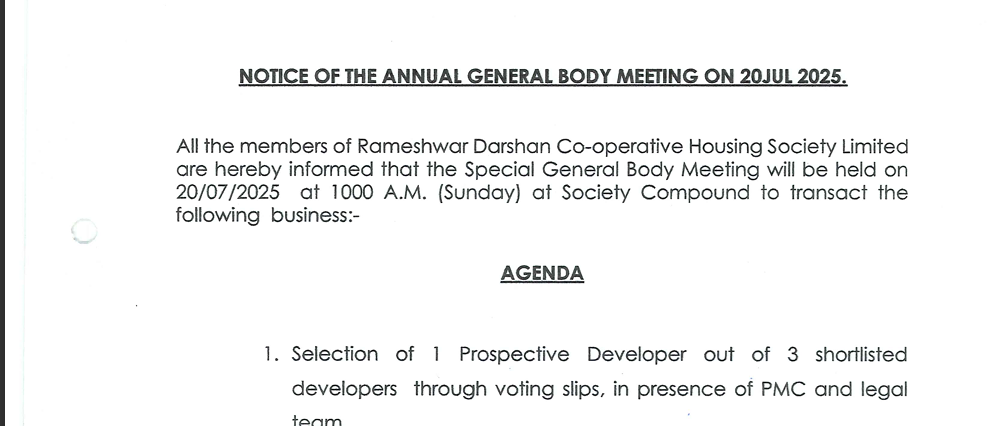 NOTICE OF THE ANNUAL GENERAL BODY MEETING ON 20JUL 2025.
All the members of Rameshwar Darshan Co-operative Housing Society Limited
are hereby informed that the Special General Body Meeting will be held on
20/07/2025 at 1000 A.M. (Sunday) at Society Compound to transact the
following business:-
AGENDA
1. Selection of 1 Prospective Developer out of 3 shortlisted
developers through voting slips, in presence of PMC and legal
team